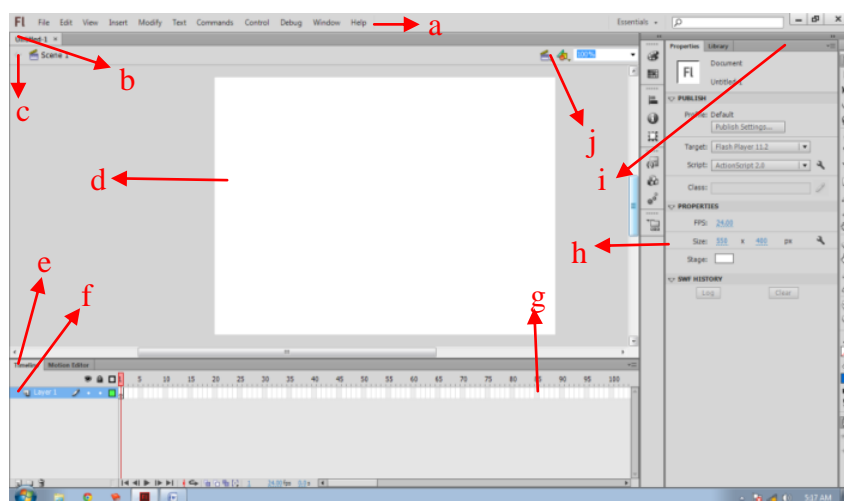 Fl File Edit View Insert Modify Text Commands Control Debug Window Help a Essentials
Untitled-1 ×
Scene 1 100%
b
c
j
d
i
h
e
f
g
Properties Library
Fl Document
Untitled-1
PUBLISH
Profile: Default
Publish Settings...
Target: Flash Player 11.2
Script: ActionScript 2.0
Class:
PROPERTIES
FPS: 24.00
Size: 550 x 400 px
Stage:
SWF HISTORY
Log Clear
Timeline Motion Editor
5 10 15 20 25 30 35 40 45 50 55 60 65 70 75 80 85 90 95 100
Layer 1
1 24.00 fps 0.0 s
5:07 AM